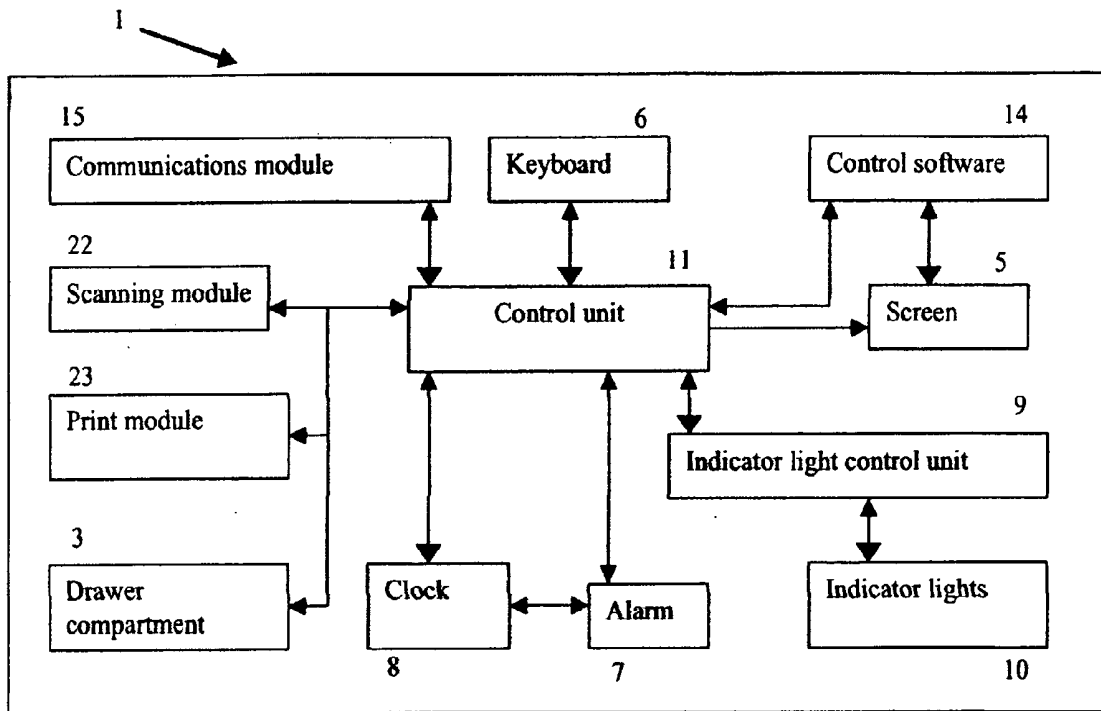 1
15
6
14
Communications module
Keyboard
Control software
22
11
5
Scanning module
Control unit
Screen
23
9
Print module
Indicator light control unit
3
Drawer
compartment
Clock
Alarm
Indicator lights
8
7
10